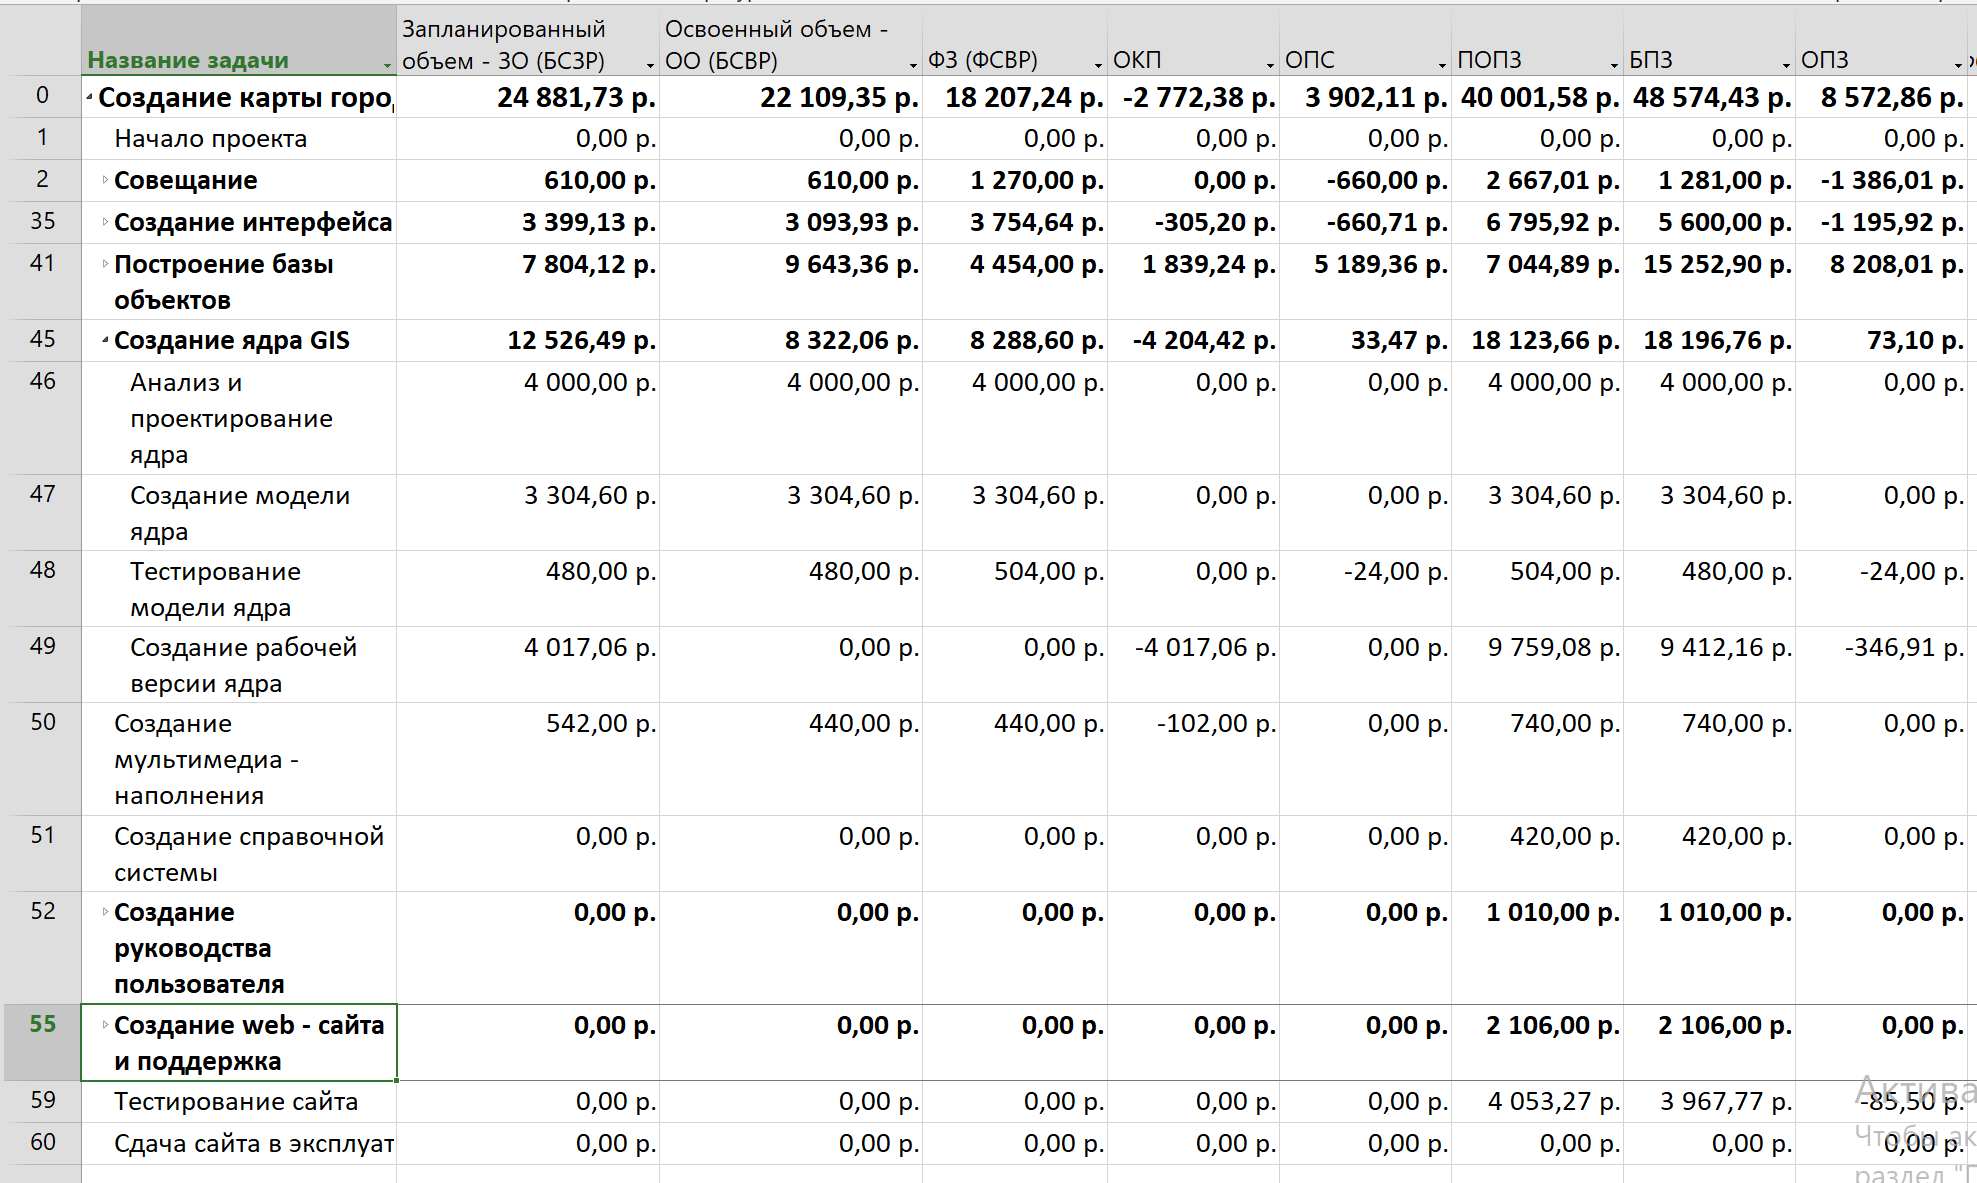 Запланированный Освоенный объем -
Название задачи объем - ЗО (БСЗР) ОО (БСВР) ФЗ (ФСВР) ОКП ОПС ПОПЗ БПЗ ОПЗ
0 Создание карты горо 24 881,73 р. 22 109,35 р. 18 207,24 р. -2 772,38 р. 3 902,11 р. 40 001,58 р. 48 574,43 р. 8 572,86 р.
1 Начало проекта 0,00 р. 0,00 р. 0,00 р. 0,00 р. 0,00 р. 0,00 р. 0,00 р. 0,00 р.
2 Совещание 610,00 р. 610,00 р. 1 270,00 р. 0,00 р. -660,00 р. 2 667,01 р. 1 281,00 р. -1 386,01 р.
35 Создание интерфейса 3 399,13 р. 3 093,93 р. 3 754,64 р. -305,20 р. -660,71 р. 6 795,92 р. 5 600,00 р. -1 195,92 р.
41 Построение базы 7 804,12 р. 9 643,36 р. 4 454,00 р. 1 839,24 р. 5 189,36 р. 7 044,89 р. 15 252,90 р. 8 208,01 р.
объектов
45 Создание ядра GIS 12 526,49 р. 8 322,06 р. 8 288,60 р. -4 204,42 р. 33,47 р. 18 123,66 р. 18 196,76 р. 73,10 р.
46 Анализ и 4 000,00 р. 4 000,00 р. 4 000,00 р. 0,00 р. 0,00 р. 4 000,00 р. 4 000,00 р. 0,00 р.
проектирование
ядра
47 Создание модели 3 304,60 р. 3 304,60 р. 3 304,60 р. 0,00 р. 0,00 р. 3 304,60 р. 3 304,60 р. 0,00 р.
ядра
48 Тестирование 480,00 р. 480,00 р. 504,00 р. 0,00 р. -24,00 р. 504,00 р. 480,00 р. -24,00 р.
модели ядра
49 Создание рабочей 4 017,06 р. 0,00 р. 0,00 р. -4 017,06 р. 0,00 р. 9 759,08 р. 9 412,16 р. -346,91 р.
версии ядра
50 Создание 542,00 р. 440,00 р. 440,00 р. -102,00 р. 0,00 р. 740,00 р. 740,00 р. 0,00 р.
мультимедиа -
наполнения
51 Создание справочной 0,00 р. 0,00 р. 0,00 р. 0,00 р. 0,00 р. 420,00 р. 420,00 р. 0,00 р.
системы
52 Создание 0,00 р. 0,00 р. 0,00 р. 0,00 р. 0,00 р. 1 010,00 р. 1 010,00 р. 0,00 р.
руководства
пользователя
55 Создание web - сайта 0,00 р. 0,00 р. 0,00 р. 0,00 р. 0,00 р. 2 106,00 р. 2 106,00 р. 0,00 р.
и поддержка
59 Тестирование сайта 0,00 р. 0,00 р. 0,00 р. 0,00 р. 0,00 р. 4 053,27 р. 3 967,77 р. -85,50 р.
60 Сдача сайта в эксплуат 0,00 р. 0,00 р. 0,00 р. 0,00 р. 0,00 р. 0,00 р. 0,00 р. 0,00 р.
Актива
Чтобы ак
раздел "П